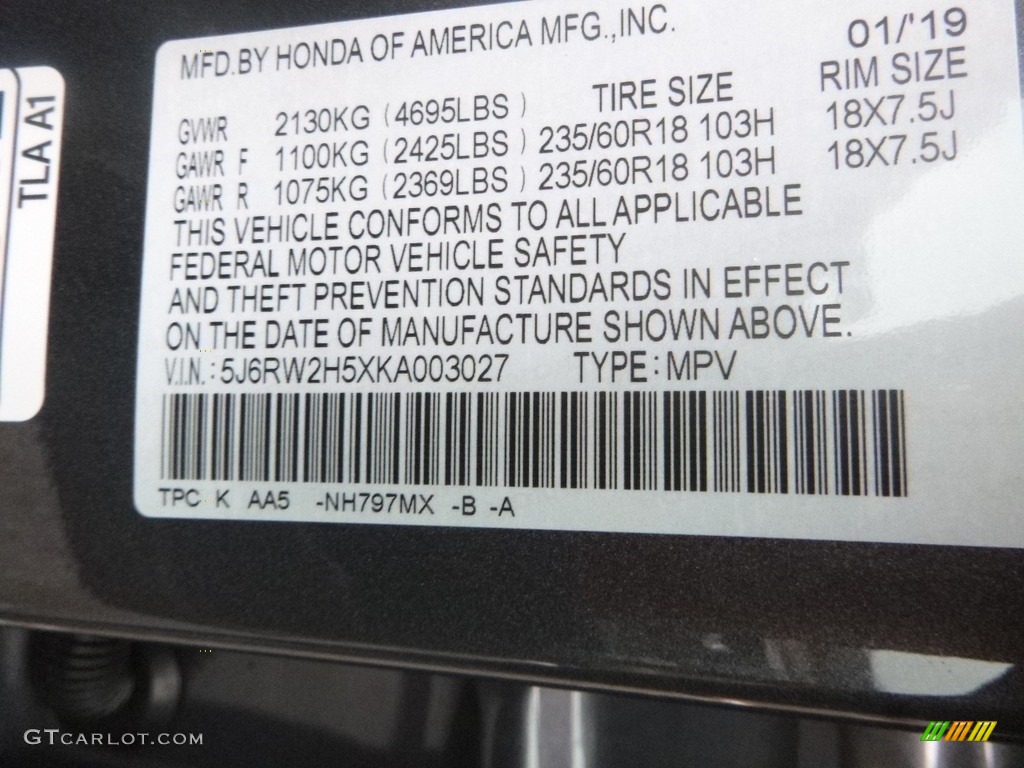 TLA A1
MFD.BY HONDA OF AMERICA MFG.,INC. 01/'19
TIRE SIZE RIM SIZE
GVWR 2130KG (4695LBS)
GAWR F 1100KG (2425LBS) 235/60R18 103H 18X7.5J
GAWR R 1075KG (2369LBS) 235/60R18 103H 18X7.5J
THIS VEHICLE CONFORMS TO ALL APPLICABLE
FEDERAL MOTOR VEHICLE SAFETY
AND THEFT PREVENTION STANDARDS IN EFFECT
ON THE DATE OF MANUFACTURE SHOWN ABOVE.
V.I.N.: 5J6RW2H5XKA003027 TYPE: MPV
TPC K AA5 -NH797MX -B -A
GTCARLOT.COM